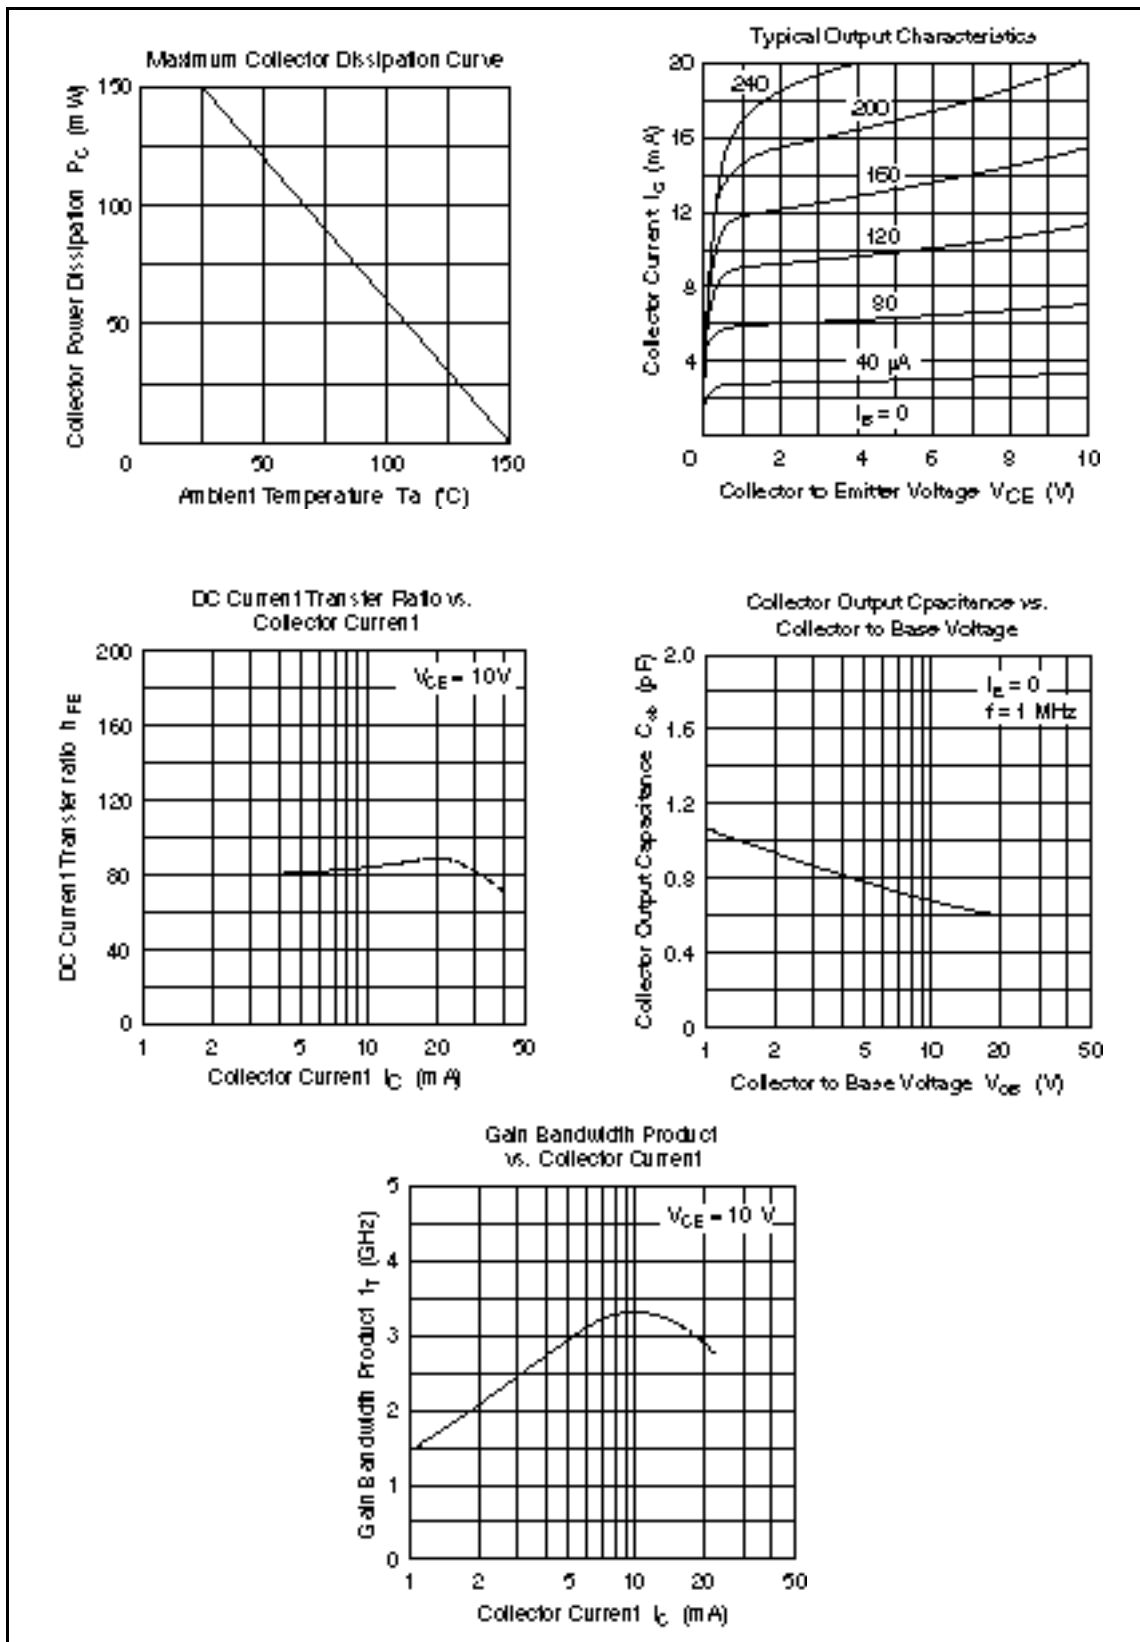 Maximum Collector Dissipation Curve
Collector Power Dissipation P_C (mW)
150
100
50
0
50
100
150
Ambient Temperature Ta (°C)
Typical Output Characteristics
Collector Current I_C (mA)
20
16
12
8
4
240
200
160
120
80
40 μA
I_B = 0
0
2
4
6
8
10
Collector to Emitter Voltage V_CE (V)
DC Current Transfer Ratio vs.
Collector Current
DC Current Transfer ratio h_FE
200
160
120
80
40
0
V_CE = 10V
1
2
5
10
20
50
Collector Current I_C (mA)
Collector Output Cpacitance vs.
Collector to Base Voltage
Collector Output Capacitance C_ob (pF)
2.0
1.6
1.2
0.8
0.4
0
I_E = 0
f = 1 MHz
1
2
5
10
20
50
Collector to Base Voltage V_CB (V)
Gain Bandwidth Product
vs. Collector Current
Gain Bandwidth Product f_T (GHz)
5
4
3
2
1
0
V_CE = 10 V
1
2
5
10
20
50
Collector Current I_C (mA)